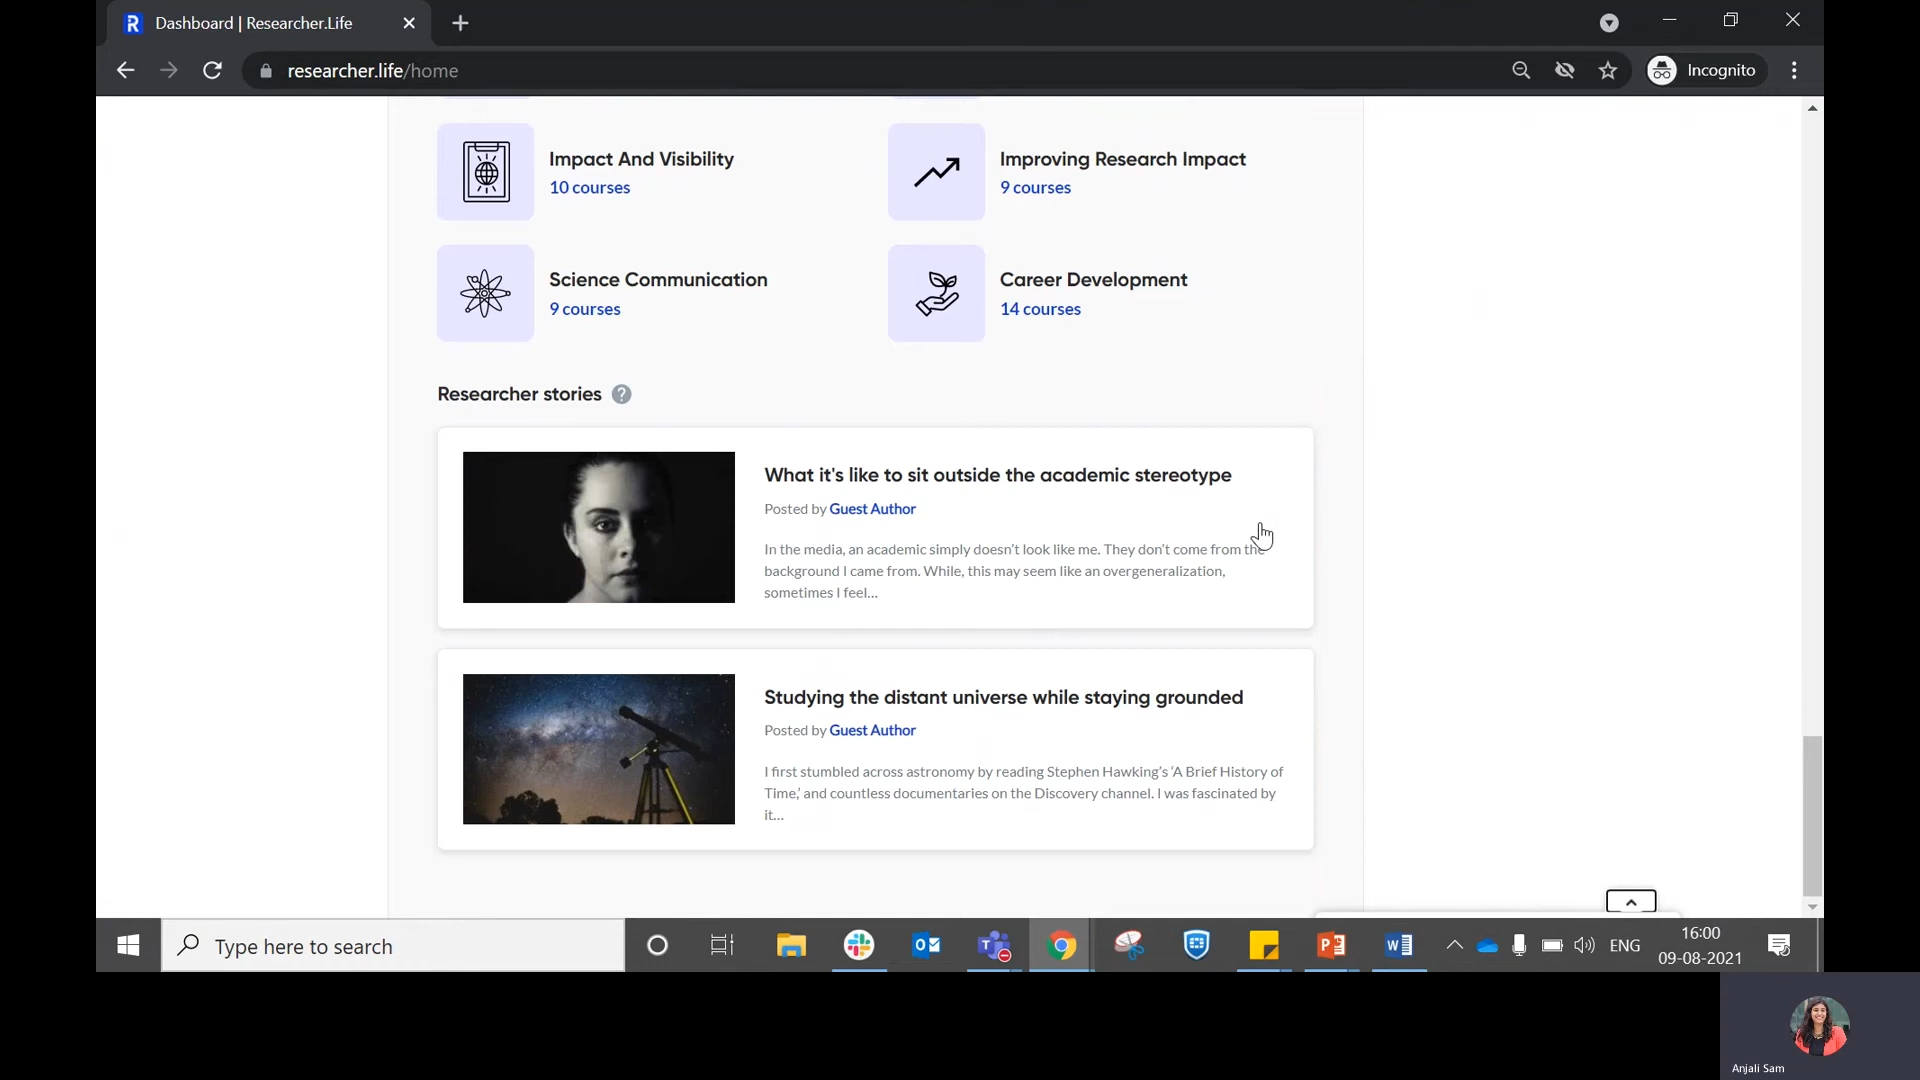 Dashboard | Researcher.Life
researcher.life/home
Incognito
Impact And Visibility
10 courses
Improving Research Impact
9 courses
Science Communication
9 courses
Career Development
14 courses
Researcher stories ?
What it's like to sit outside the academic stereotype
Posted by Guest Author
In the media, an academic simply doesn’t look like me. They don’t come from the
background I came from. While, this may seem like an overgeneralization,
sometimes I feel...
Studying the distant universe while staying grounded
Posted by Guest Author
I first stumbled across astronomy by reading Stephen Hawking’s ‘A Brief History of
Time,’ and countless documentaries on the Discovery channel. I was fascinated by
it...
Type here to search
ENG
16:00
09-08-2021
Anjali Sam